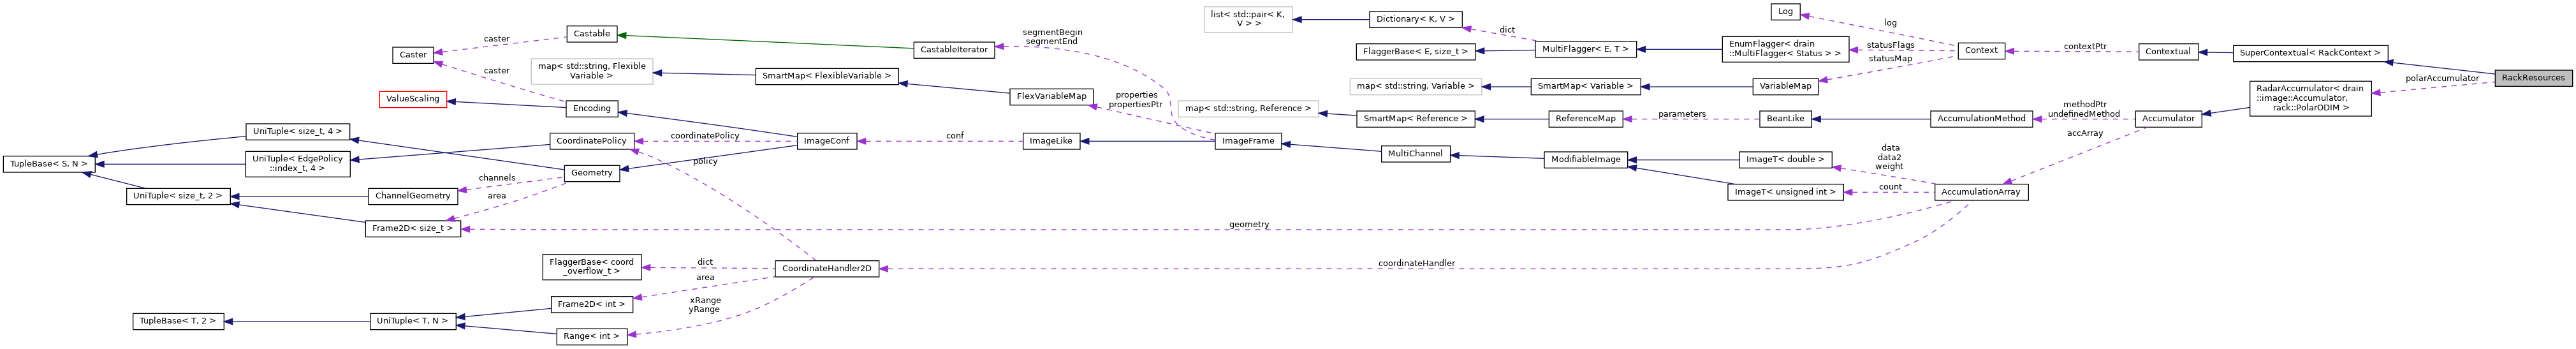 Log
list< std::pair< K,
V > >
Dictionary< K, V >
log
dict
segmentBegin
segmentEnd
Castable
caster
CastableIterator
FlaggerBase< E, size_t >
MultiFlagger< E, T >
EnumFlagger< drain
::MultiFlagger< Status > >
statusFlags
statusMap
Context
contextPtr
Contextual
SuperContextual< RackContext >
RackResources
polarAccumulator
Caster
caster
map< std::string, Flexible
Variable >
SmartMap< FlexibleVariable >
FlexVariableMap
properties
propertiesPtr
map< std::string, Variable >
SmartMap< Variable >
VariableMap
RadarAccumulator< drain
::image::Accumulator,
rack::PolarODIM >
ValueScaling
Encoding
map< std::string, Reference >
SmartMap< Reference >
ReferenceMap
parameters
BeanLike
AccumulationMethod
methodPtr
undefinedMethod
Accumulator
accArray
UniTuple< size_t, 4 >
CoordinatePolicy
coordinatePolicy
ImageConf
conf
ImageLike
ImageFrame
MultiChannel
TupleBase< S, N >
UniTuple< EdgePolicy
::index_t, 4 >
Geometry
policy
ModifiableImage
ImageT< double >
data
data2
weight
UniTuple< size_t, 2 >
ChannelGeometry
channels
area
ImageT< unsigned int >
count
AccumulationArray
Frame2D< size_t >
geometry
FlaggerBase< coord
_overflow_t >
dict
area
CoordinateHandler2D
coordinateHandler
Frame2D< int >
xRange
yRange
TupleBase< T, 2 >
UniTuple< T, N >
Range< int >